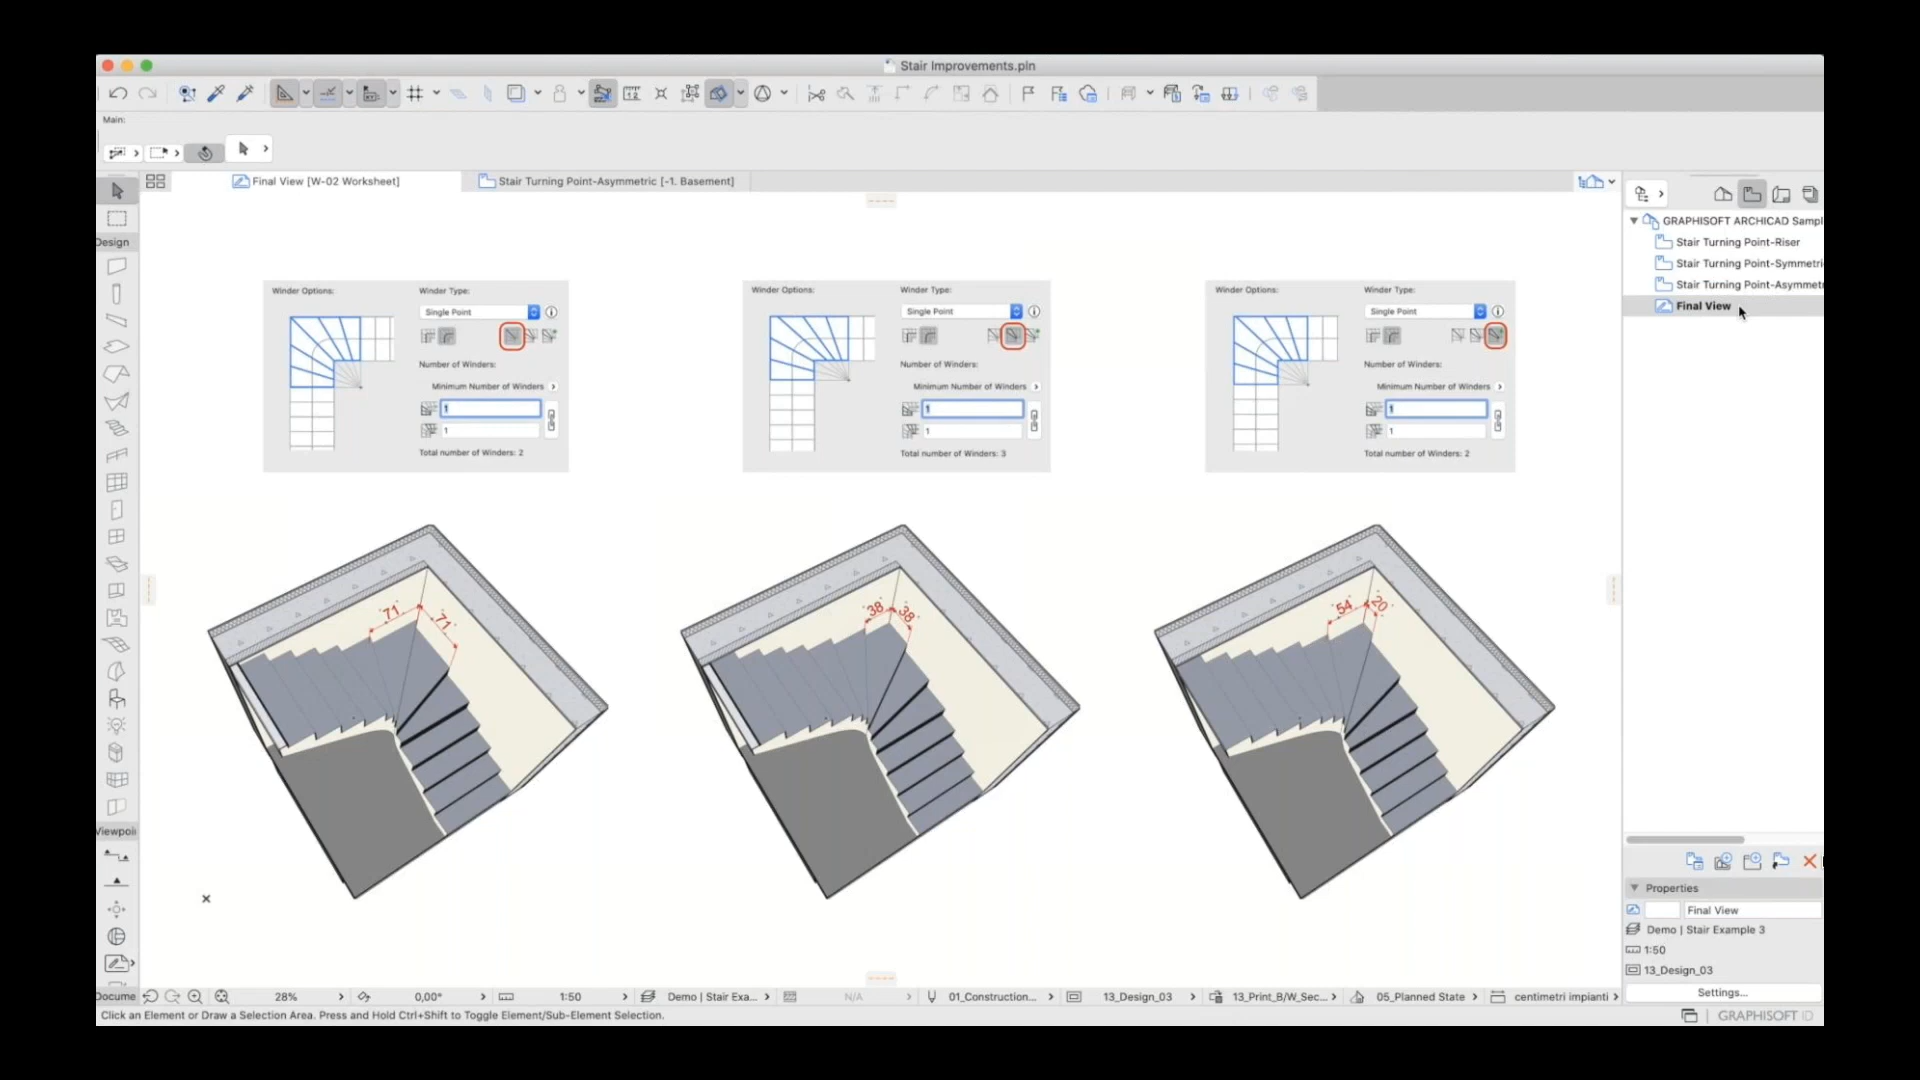 Stair Improvements.pln
Main:
Final View [W-02 Worksheet]
Stair Turning Point-Asymmetric [-1. Basement]
Design
GRAPHISOFT ARCHICAD Sampl
Stair Turning Point-Riser
Stair Turning Point-Symmetri
Stair Turning Point-Asymmet
Final View
Winder Options:
Winder Type:
Single Point
Number of Winders:
Minimum Number of Winders
1
1
Total number of Winders: 2
Winder Options:
Winder Type:
Single Point
Number of Winders:
Minimum Number of Winders
1
1
Total number of Winders: 3
Winder Options:
Winder Type:
Single Point
Number of Winders:
Minimum Number of Winders
1
1
Total number of Winders: 2
71
71
38
38
54
20
Viewpoi
Properties
Final View
Demo | Stair Example 3
1:50
13_Design_03
Settings...
Docume
28%
0,00°
1:50
Demo | Stair Exa...
N/A
01_Construction...
13_Design_03
13_Print_B/W_Sec...
05_Planned State
centimetri impianti
Click an Element or Draw a Selection Area. Press and Hold Ctrl+Shift to Toggle Element/Sub-Element Selection.
GRAPHISOFT ID